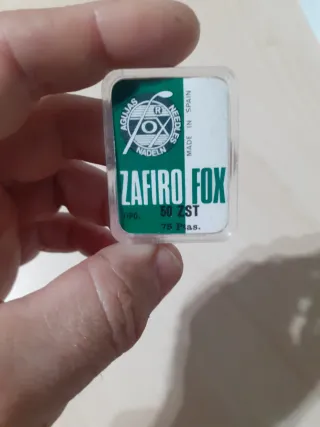 AGUJAS NEEDLES
NADELN
R
FOX
MADE IN SPAIN
ZAFIRO FOX
50 ZST
75 Ptas.